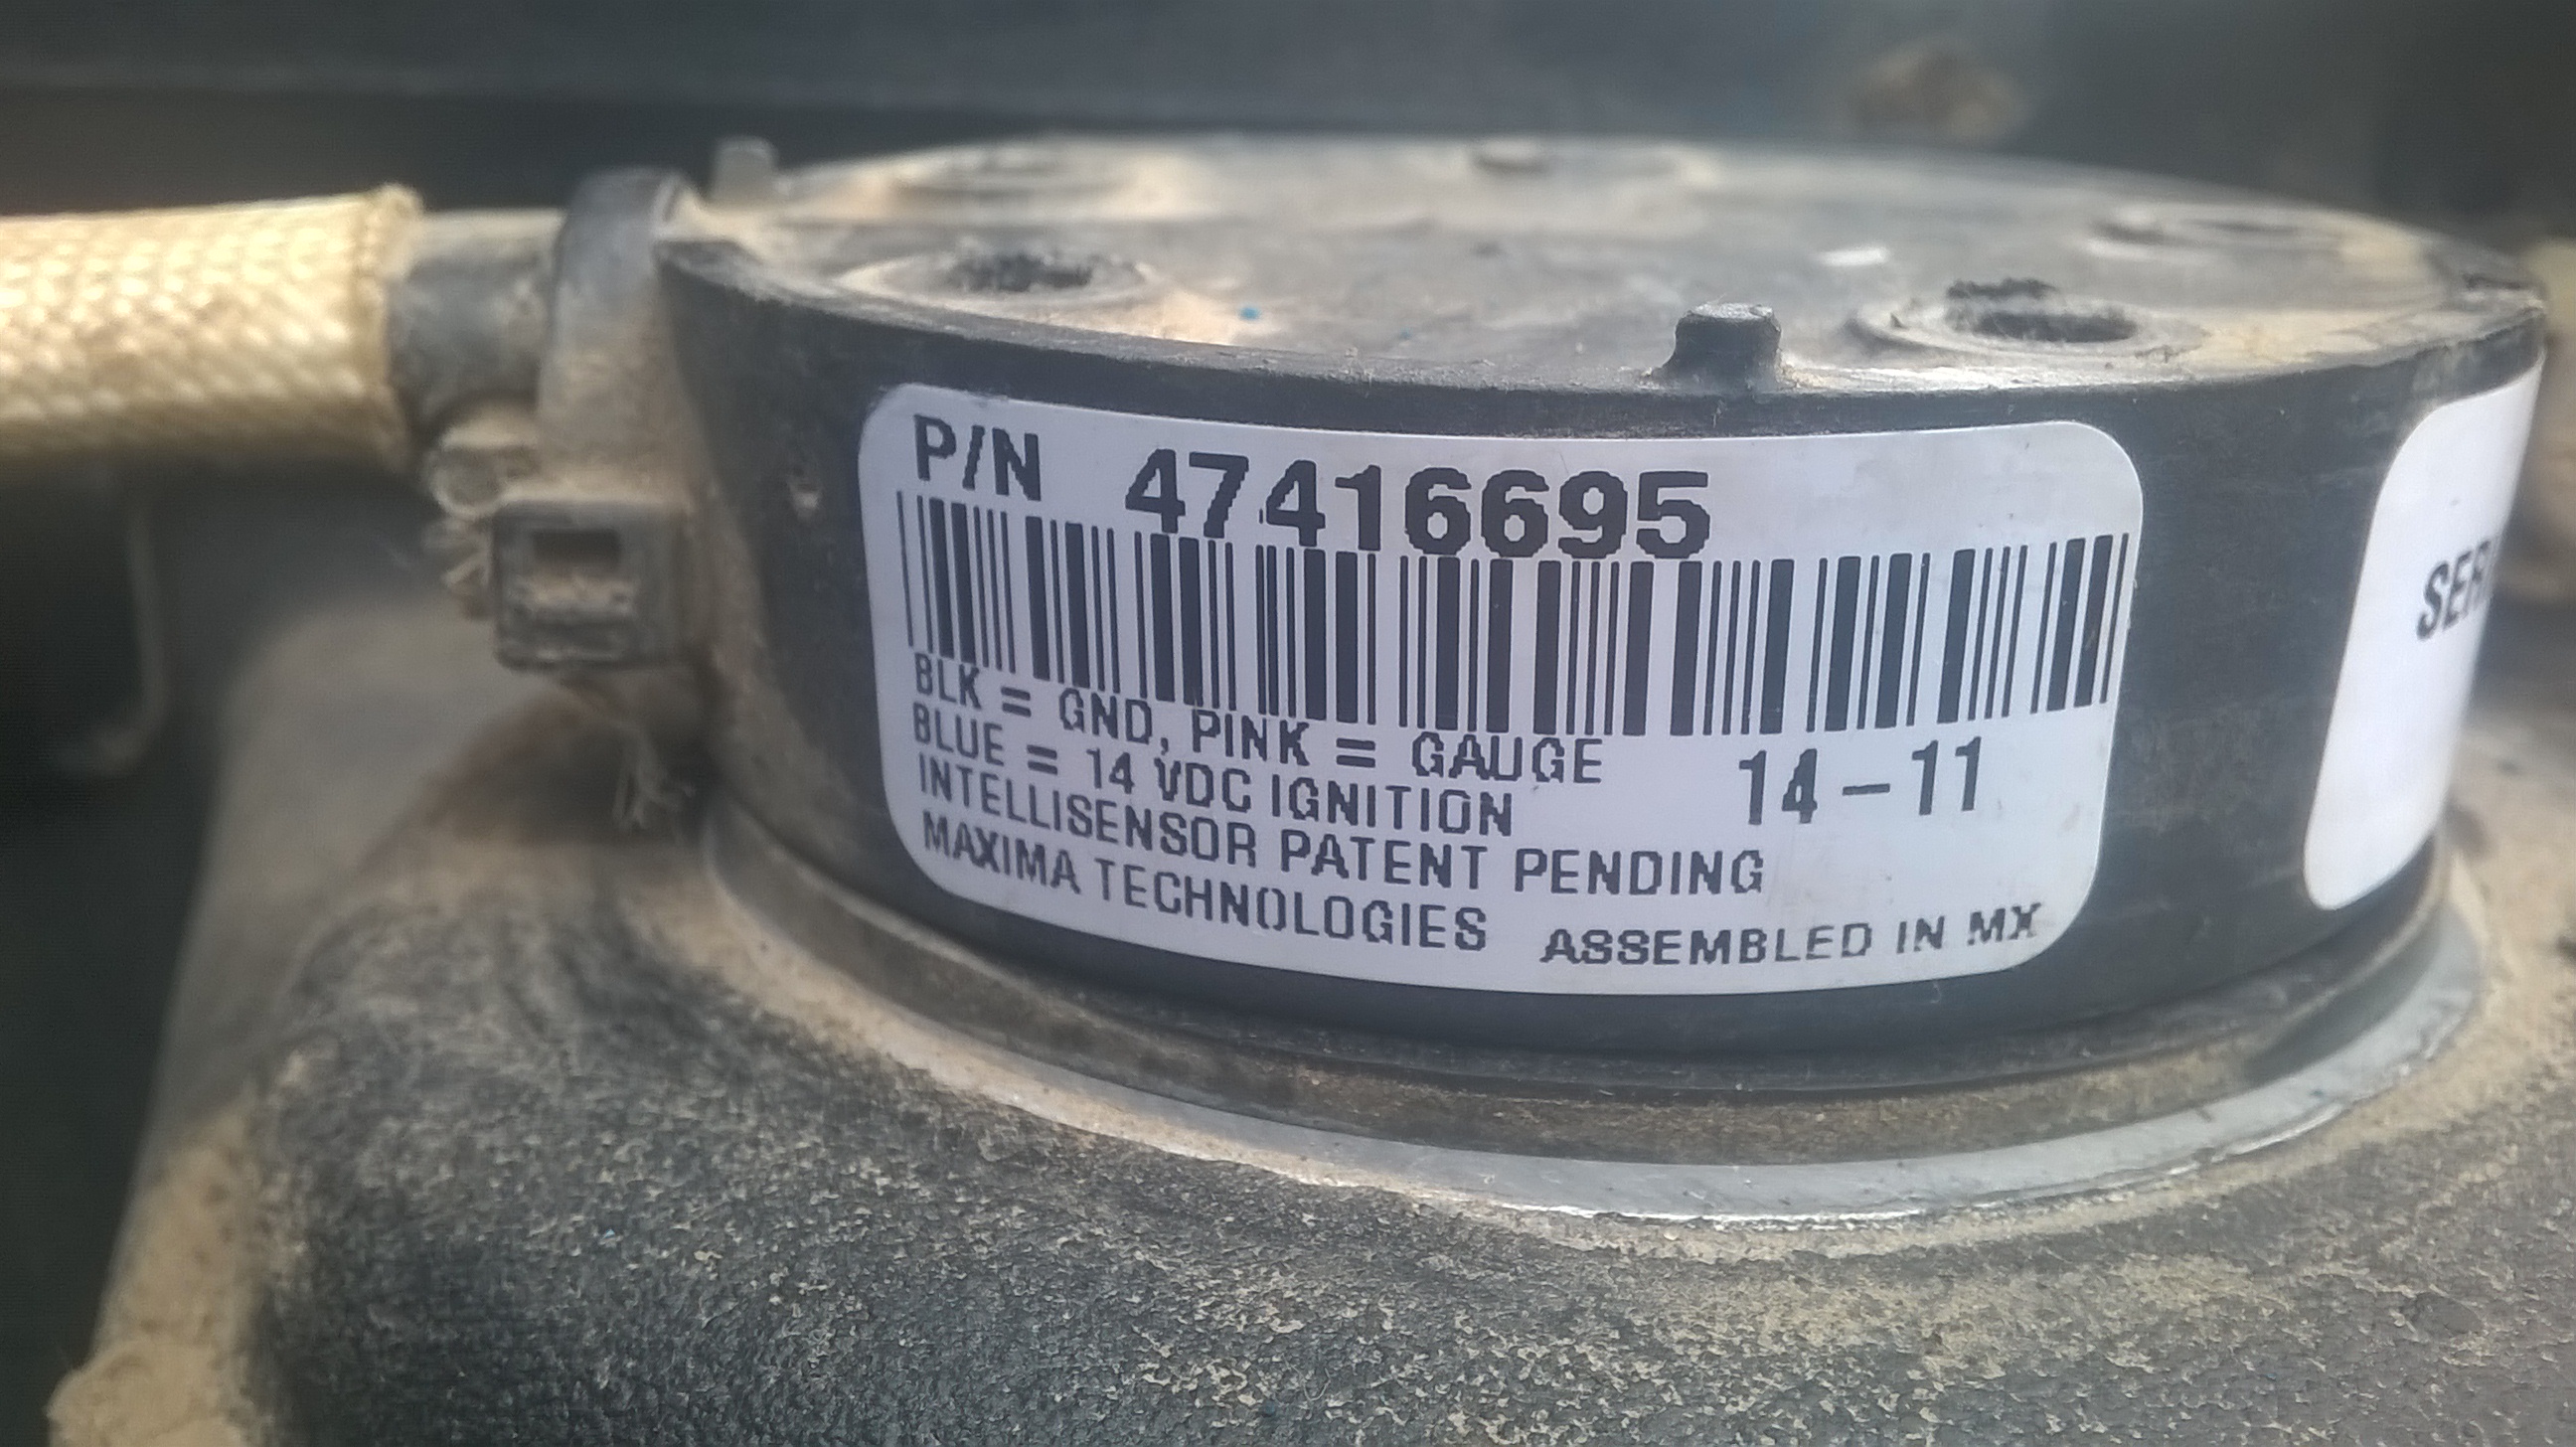 P/N 47416695
BLK = GND, PINK = GAUGE
BLUE = 14 VDC IGNITION 14-11
INTELLISENSOR PATENT PENDING
MAXIMA TECHNOLOGIES ASSEMBLED IN MX